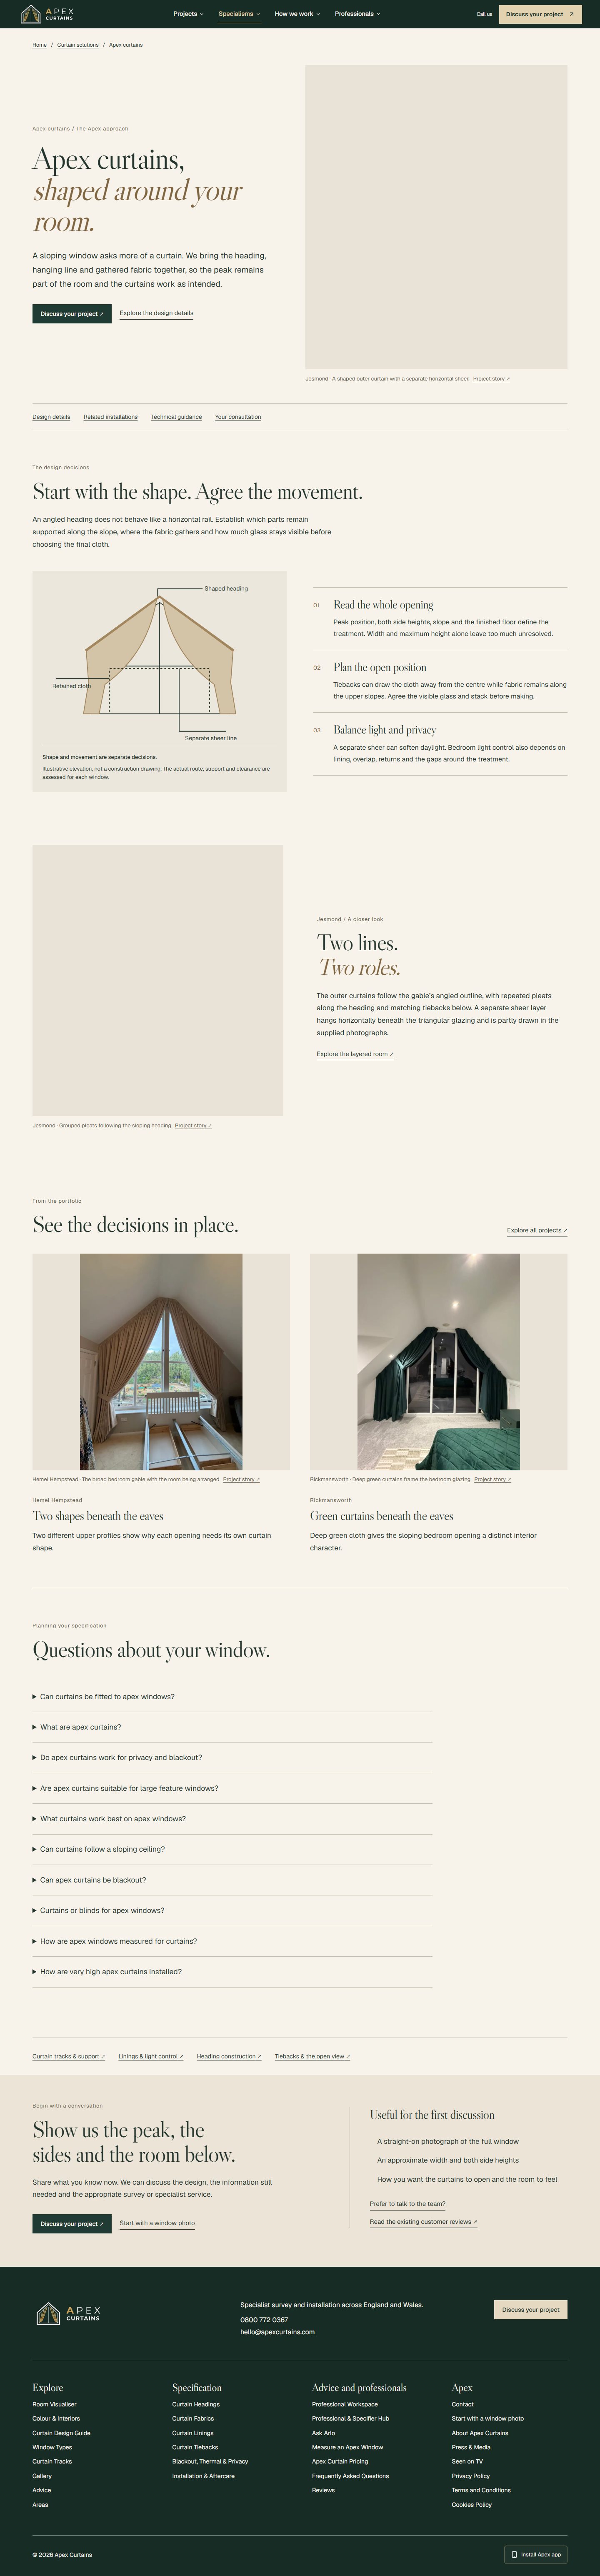 APEX
CURTAINS
Projects
Specialisms
How we work
Professionals
Call us
Discuss your project
Home / Curtain solutions / Apex curtains
Apex curtains / The Apex approach
Apex curtains,
shaped around your
room.
A sloping window asks more of a curtain. We bring the heading,
hanging line and gathered fabric together, so the peak remains
part of the room and the curtains work as intended.
Discuss your project ↗
Explore the design details
Jesmond · A shaped outer curtain with a separate horizontal sheer. Project story ↗
Design details
Related installations
Technical guidance
Your consultation
The design decisions
Start with the shape. Agree the movement.
An angled heading does not behave like a horizontal rail. Establish which parts remain
supported along the slope, where the fabric gathers and how much glass stays visible before
choosing the final cloth.
Shaped heading
Retained cloth
Separate sheer line
Shape and movement are separate decisions.
Illustrative elevation, not a construction drawing. The actual route, support and clearance are
assessed for each window.
01 Read the whole opening
Peak position, both side heights, slope and the finished floor define the
treatment. Width and maximum height alone leave too much unresolved.
02 Plan the open position
Tiebacks can draw the cloth away from the centre while fabric remains along
the upper slopes. Agree the visible glass and stack before making.
03 Balance light and privacy
A separate sheer can soften daylight. Bedroom light control also depends on
lining, overlap, returns and the gaps around the treatment.
Jesmond / A closer look
Two lines.
Two roles.
The outer curtains follow the gable's angled outline, with repeated pleats
along the heading and matching tiebacks below. A separate sheer layer
hangs horizontally beneath the triangular glazing and is partly drawn in the
supplied photographs.
Explore the layered room ↗
Jesmond · Grouped pleats following the sloping heading Project story ↗
From the portfolio
See the decisions in place.
Explore all projects ↗
Hemel Hempstead · The broad bedroom gable with the room being arranged Project story ↗
Hemel Hempstead
Two shapes beneath the eaves
Two different upper profiles show why each opening needs its own curtain
shape.
Rickmansworth · Deep green curtains frame the bedroom glazing Project story ↗
Rickmansworth
Green curtains beneath the eaves
Deep green cloth gives the sloping bedroom opening a distinct interior
character.
Planning your specification
Questions about your window.
Can curtains be fitted to apex windows?
What are apex curtains?
Do apex curtains work for privacy and blackout?
Are apex curtains suitable for large feature windows?
What curtains work best on apex windows?
Can curtains follow a sloping ceiling?
Can apex curtains be blackout?
Curtains or blinds for apex windows?
How are apex windows measured for curtains?
How are very high apex curtains installed?
Curtain tracks & support ↗
Linings & light control ↗
Heading construction ↗
Tiebacks & the open view ↗
Begin with a conversation
Show us the peak, the
sides and the room below.
Share what you know now. We can discuss the design, the information still
needed and the appropriate survey or specialist service.
Discuss your project ↗
Start with a window photo
Useful for the first discussion
A straight-on photograph of the full window
An approximate width and both side heights
How you want the curtains to open and the room to feel
Prefer to talk to the team?
Read the existing customer reviews ↗
APEX
CURTAINS
Specialist survey and installation across England and Wales.
0800 772 0367
hello@apexcurtains.com
Discuss your project
Explore
Room Visualiser
Colour & Interiors
Curtain Design Guide
Window Types
Curtain Tracks
Gallery
Advice
Areas
Specification
Curtain Headings
Curtain Fabrics
Curtain Linings
Curtain Tiebacks
Blackout, Thermal & Privacy
Installation & Aftercare
Advice and professionals
Professional Workspace
Professional & Specifier Hub
Ask Arlo
Measure an Apex Window
Apex Curtain Pricing
Frequently Asked Questions
Reviews
Apex
Contact
Start with a window photo
About Apex Curtains
Press & Media
Seen on TV
Privacy Policy
Terms and Conditions
Cookies Policy
© 2026 Apex Curtains
Install Apex app